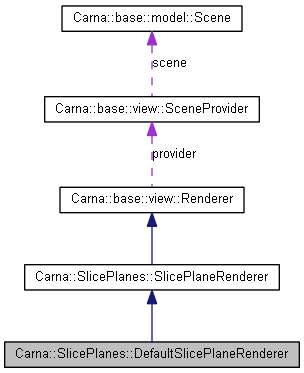 Carna::base::model::Scene
scene
Carna::base::view::SceneProvider
provider
Carna::base::view::Renderer
Carna::SlicePlanes::SlicePlaneRenderer
Carna::SlicePlanes::DefaultSlicePlaneRenderer